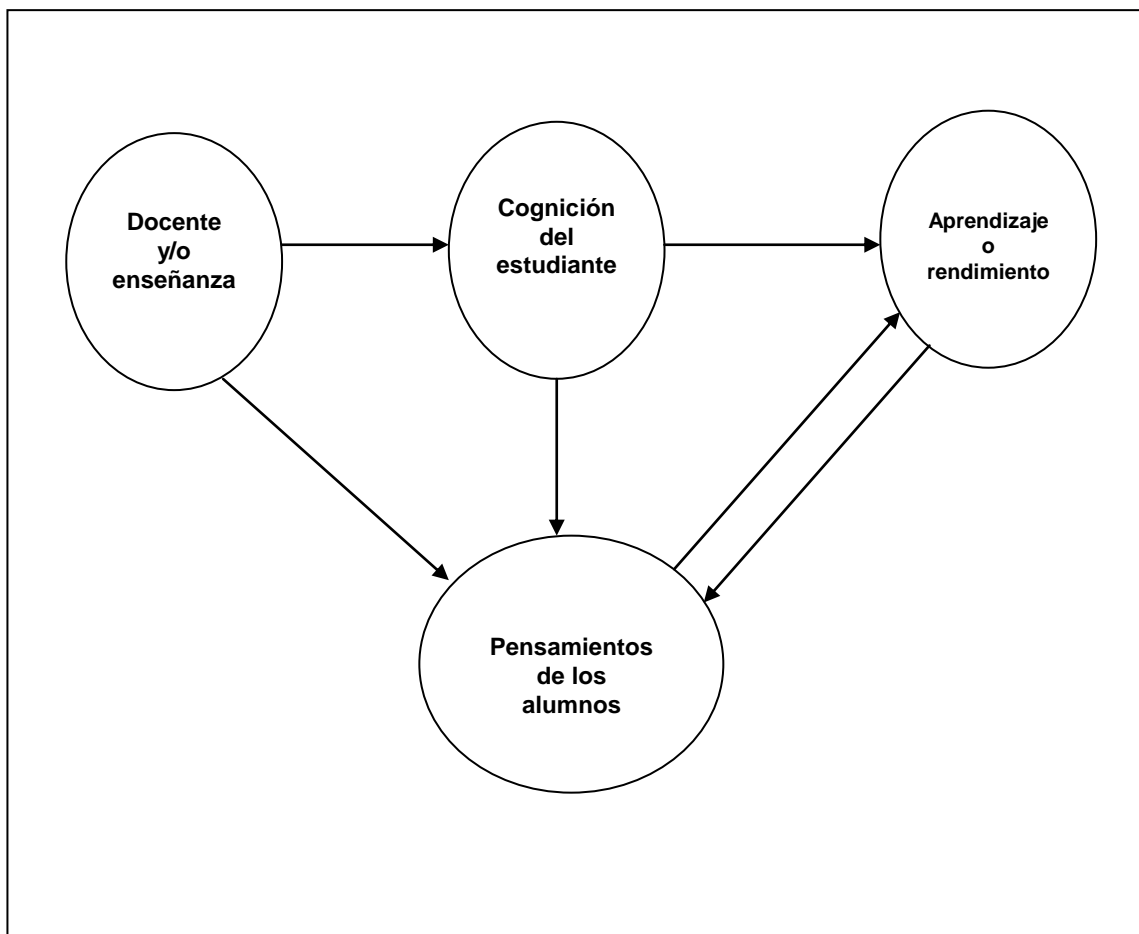 Docente
y/o
enseñanza
Cognición
del
estudiante
Aprendizaje
o
rendimiento
Pensamientos
de los
alumnos